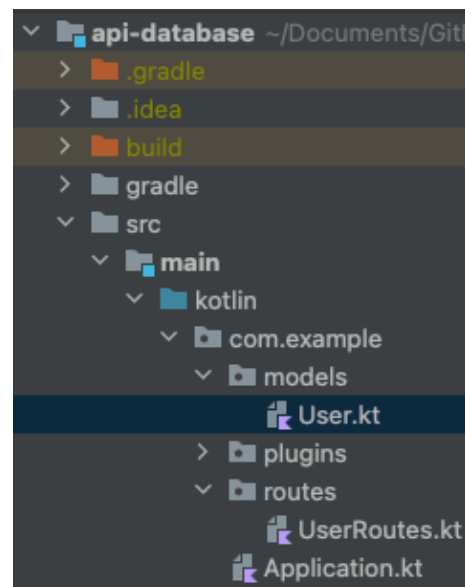 api-database ~/Documents/Gitl
.gradle
.idea
build
gradle
src
main
kotlin
com.example
models
User.kt
plugins
routes
UserRoutes.kt
Application.kt